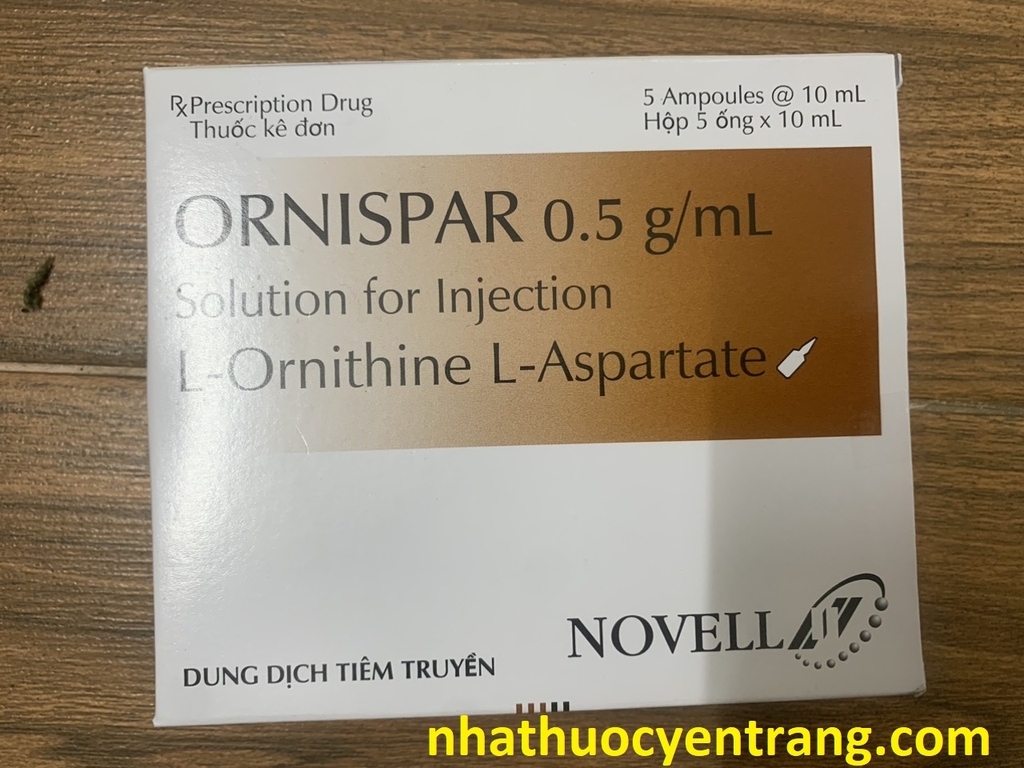 ℞ Prescription Drug
Thuốc kê đơn
5 Ampoules @ 10 mL
Hộp 5 ống x 10 mL
ORNISPAR 0.5 g/mL
Solution for Injection
L-Ornithine L-Aspartate
NOVELL
DUNG DỊCH TIÊM TRUYỀN
nhathuocyentrang.com